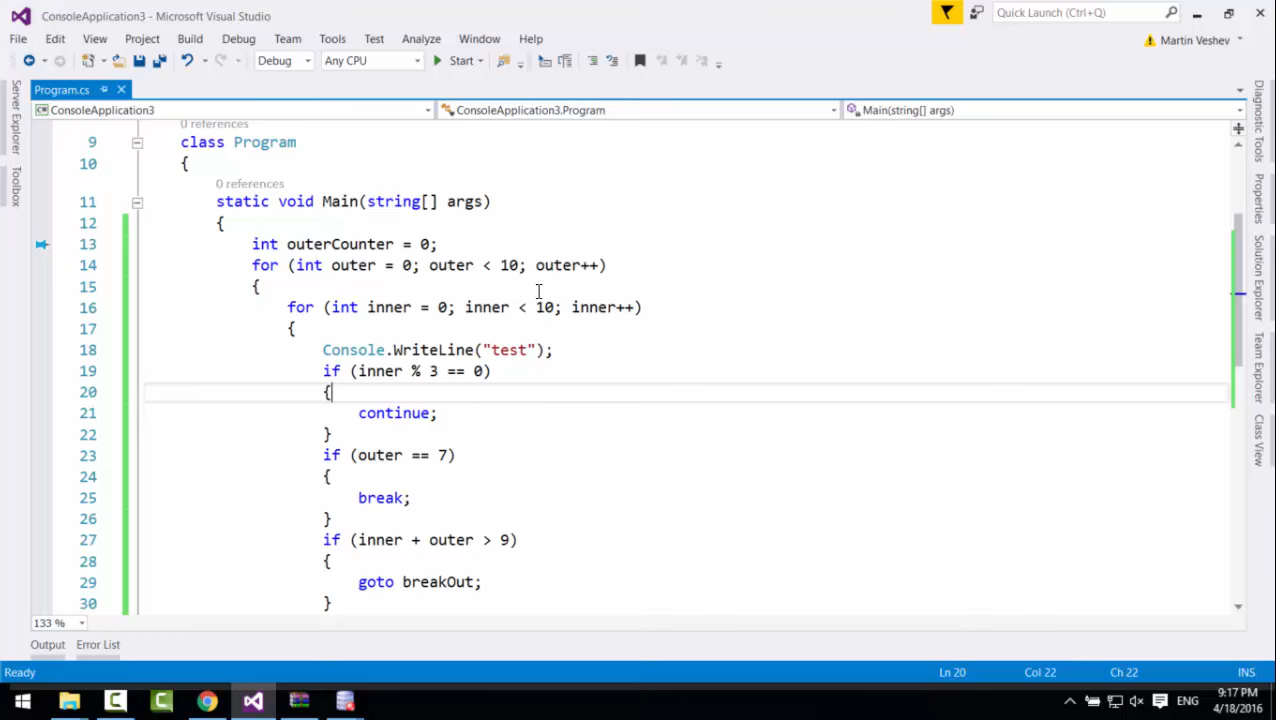 ConsoleApplication3 - Microsoft Visual Studio
Quick Launch (Ctrl+Q)
File Edit View Project Build Debug Team Tools Test Analyze Window Help
Martin Veshev
Debug Any CPU Start
Program.cs
ConsoleApplication3 ConsoleApplication3.Program Main(string[] args)
0 references
9 class Program
10 {
0 references
11 static void Main(string[] args)
12 {
13 int outerCounter = 0;
14 for (int outer = 0; outer < 10; outer++)
15 {
16 for (int inner = 0; inner < 10; inner++)
17 {
18 Console.WriteLine("test");
19 if (inner % 3 == 0)
20 {
21 continue;
22 }
23 if (outer == 7)
24 {
25 break;
26 }
27 if (inner + outer > 9)
28 {
29 goto breakOut;
30 }
Server Explorer
Toolbox
Diagnostic Tools
Properties
Solution Explorer
Team Explorer
Class View
133 %
Output Error List
Ready Ln 20 Col 22 Ch 22 INS
ENG
9:17 PM
4/18/2016